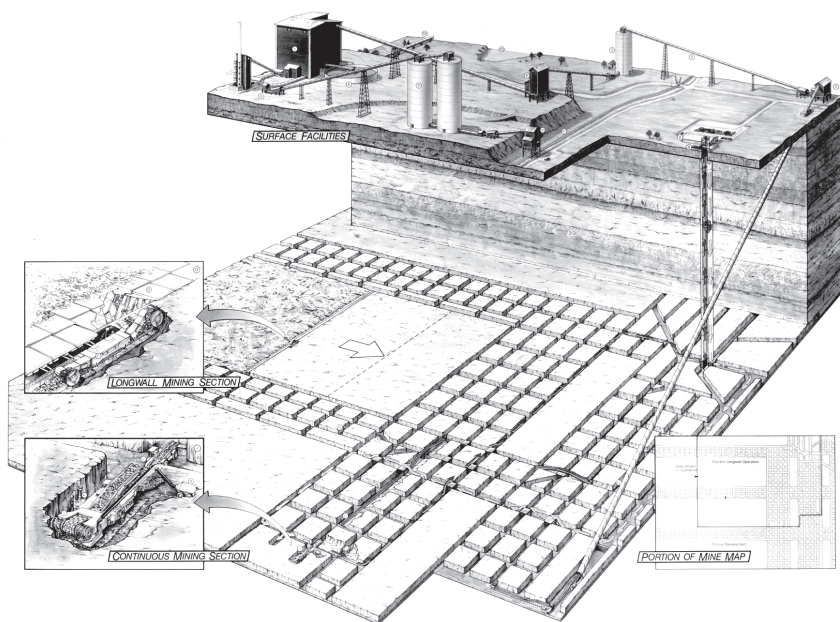 SURFACE FACILITIES
LONGWALL MINING SECTION
CONTINUOUS MINING SECTION
Current Longwall Operation
Future Development
PORTION OF MINE MAP